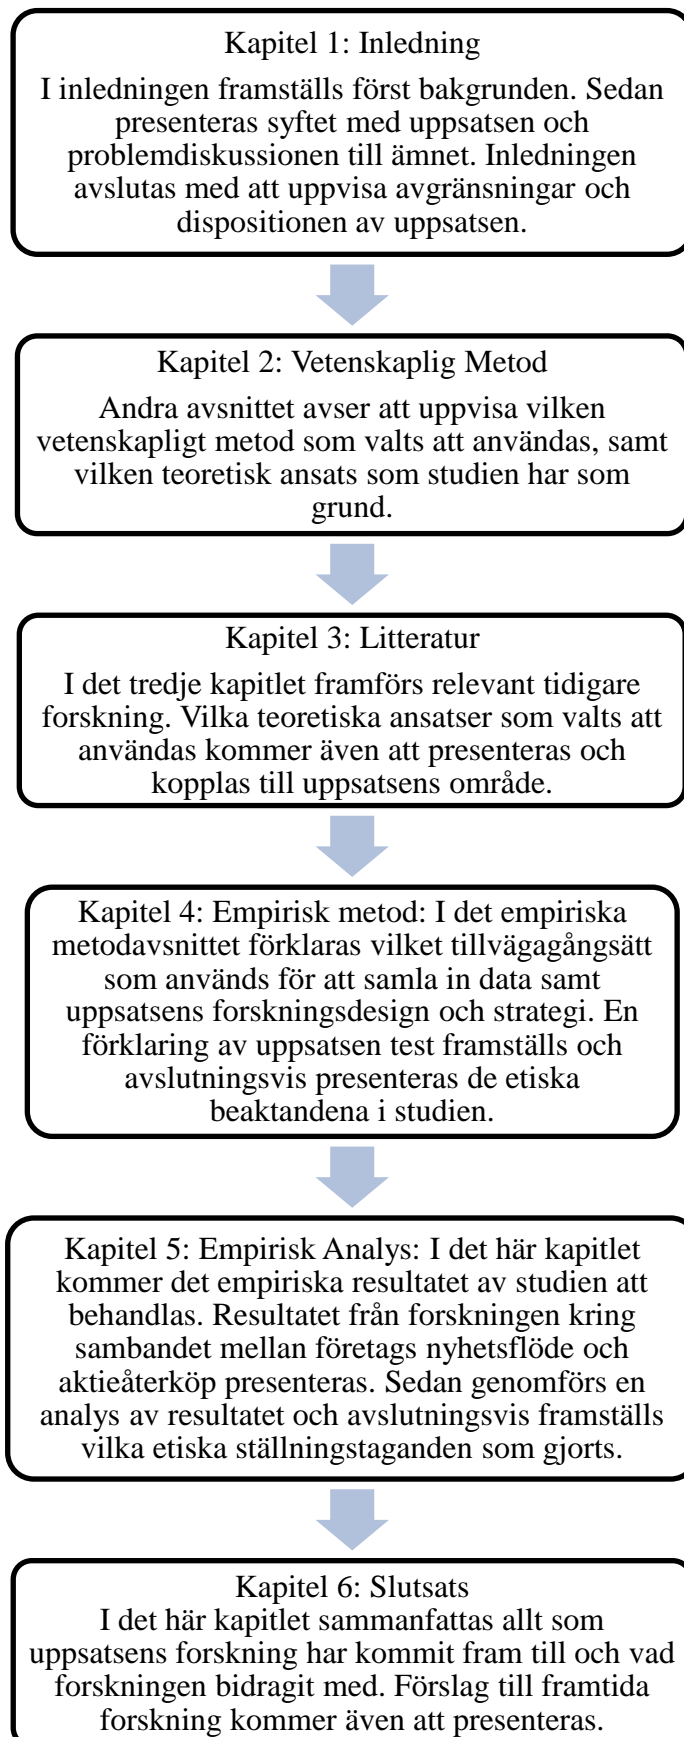 Kapitel 1: Inledning
I inledningen framställs först bakgrunden. Sedan
presenteras syftet med uppsatsen och
problemdiskussionen till ämnet. Inledningen
avslutas med att uppvisa avgränsningar och
dispositionen av uppsatsen.
Kapitel 2: Vetenskaplig Metod
Andra avsnittet avser att uppvisa vilken
vetenskapligt metod som valts att användas, samt
vilken teoretisk ansats som studien har som
grund.
Kapitel 3: Litteratur
I det tredje kapitlet framförs relevant tidigare
forskning. Vilka teoretiska ansatser som valts att
användas kommer även att presenteras och
kopplas till uppsatsens område.
Kapitel 4: Empirisk metod: I det empiriska
metodavsnittet förklaras vilket tillvägagångsätt
som används för att samla in data samt
uppsatsens forskningsdesign och strategi. En
förklaring av uppsatsen test framställs och
avslutningsvis presenteras de etiska
beaktandena i studien.
Kapitel 5: Empirisk Analys: I det här kapitlet
kommer det empiriska resultatet av studien att
behandlas. Resultatet från forskningen kring
sambandet mellan företags nyhetsflöde och
aktieåterköp presenteras. Sedan genomförs en
analys av resultatet och avslutningsvis framställs
vilka etiska ställningstaganden som gjorts.
Kapitel 6: Slutsats
I det här kapitlet sammanfattas allt som
uppsatsens forskning har kommit fram till och vad
forskningen bidragit med. Förslag till framtida
forskning kommer även att presenteras.